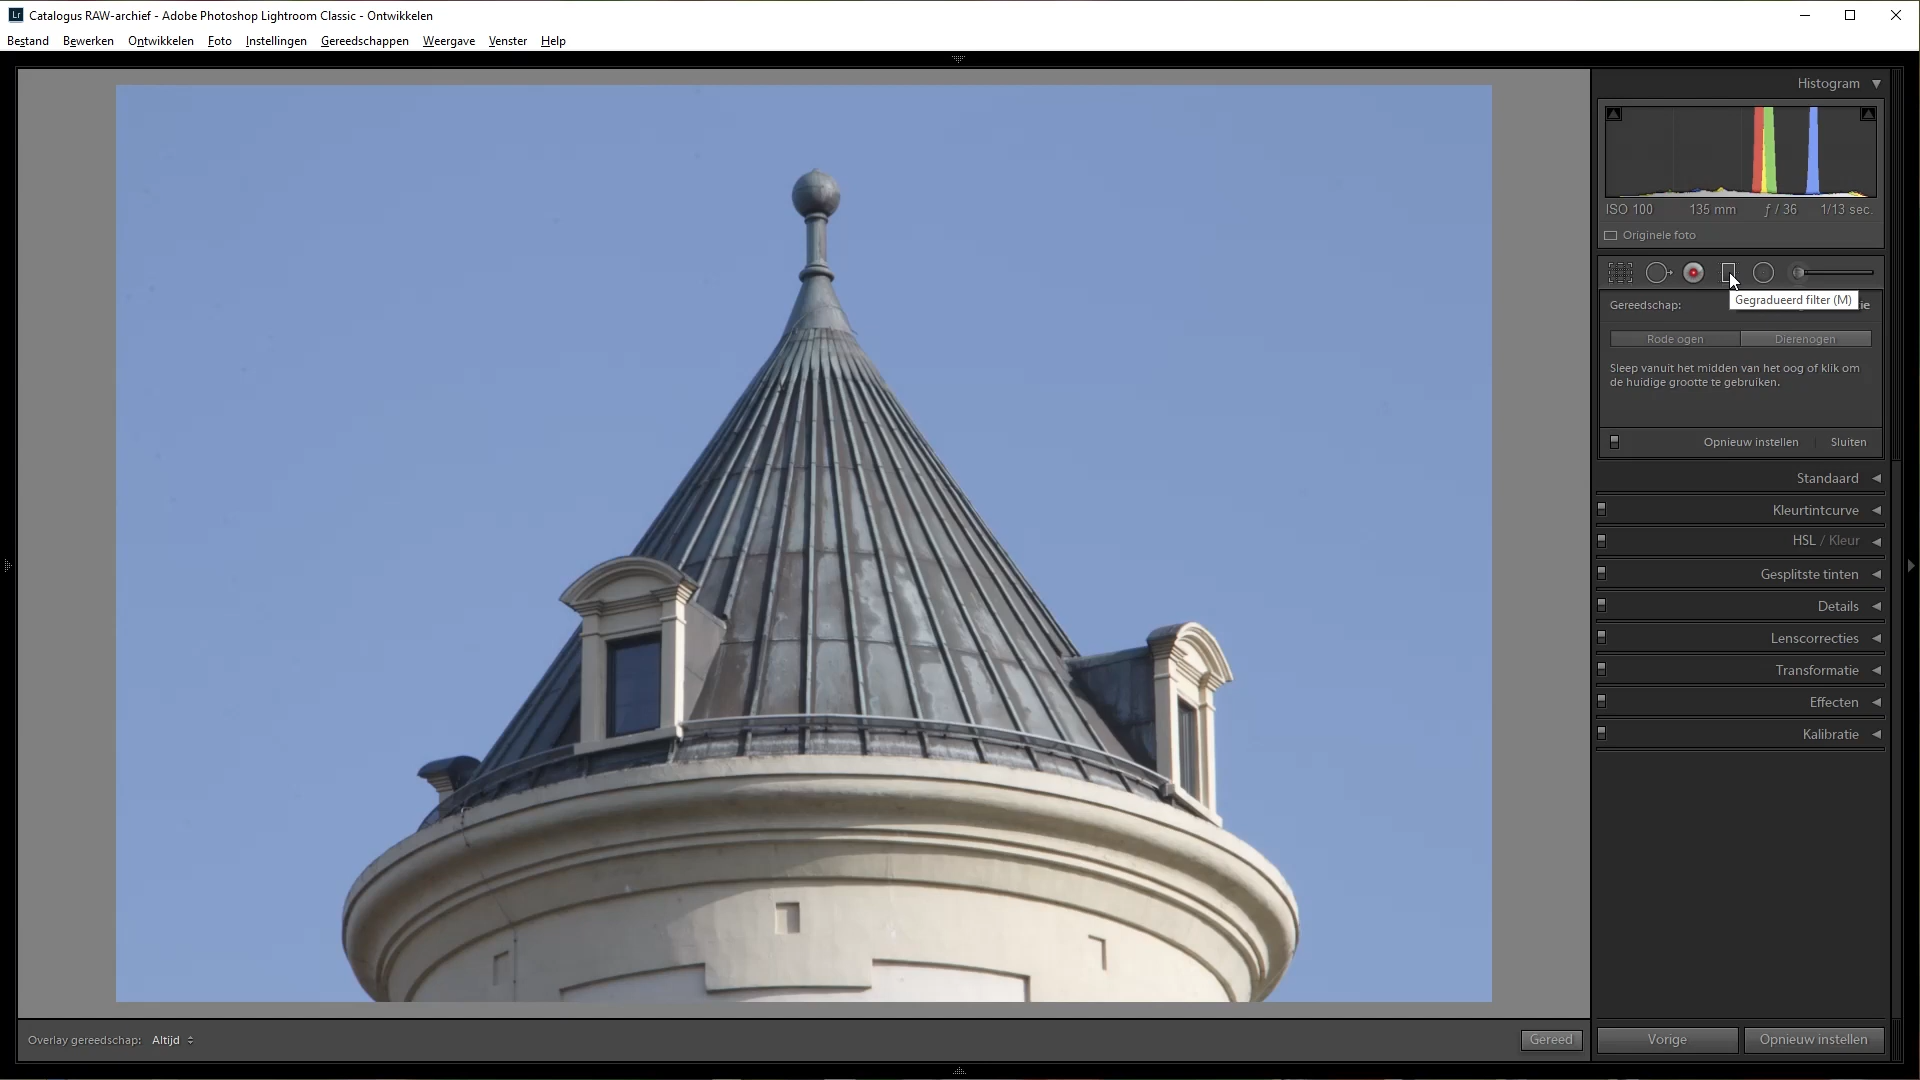 Lr Catalogus RAW-archief - Adobe Photoshop Lightroom Classic - Ontwikkelen
Bestand Bewerken Ontwikkelen Foto Instellingen Gereedschappen Weergave Venster Help
Histogram
ISO 100 135 mm ƒ / 36 1/13 sec.
Originele foto
Gegradueerd filter (M)
Gereedschap: ie
Rode ogen Dierenogen
Sleep vanuit het midden van het oog of klik om
de huidige grootte te gebruiken.
Opnieuw instellen Sluiten
Standaard
Kleurtintcurve
HSL / Kleur
Gesplitste tinten
Details
Lenscorrecties
Transformatie
Effecten
Kalibratie
Overlay gereedschap: Altijd Gereed Vorige Opnieuw instellen